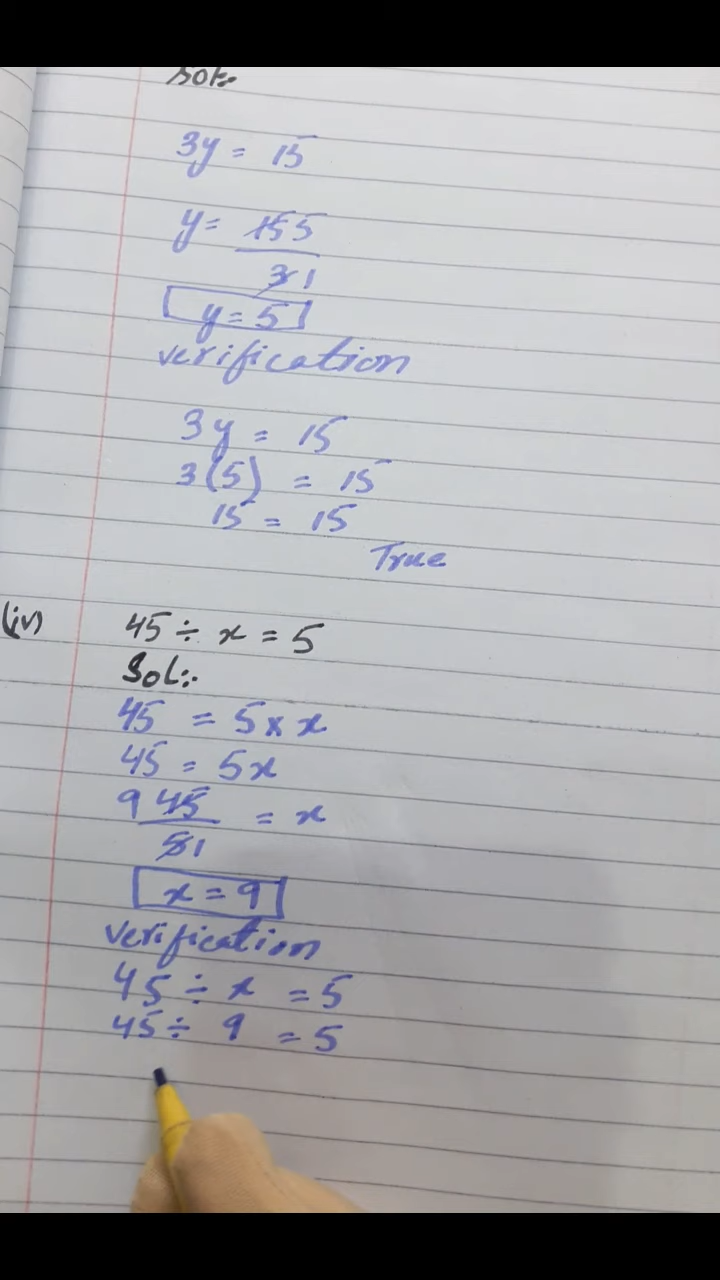 Sol:-
3y = 15
y = 15 5
3 1
y = 5
verification
3y = 15
3(5) = 15
15 = 15
True
(iv) 45 ÷ x = 5
Sol:-
45 = 5 × x
45 = 5x
9 45 = x
5 1
x = 9
verification
45 ÷ x = 5
45 ÷ 9 = 5